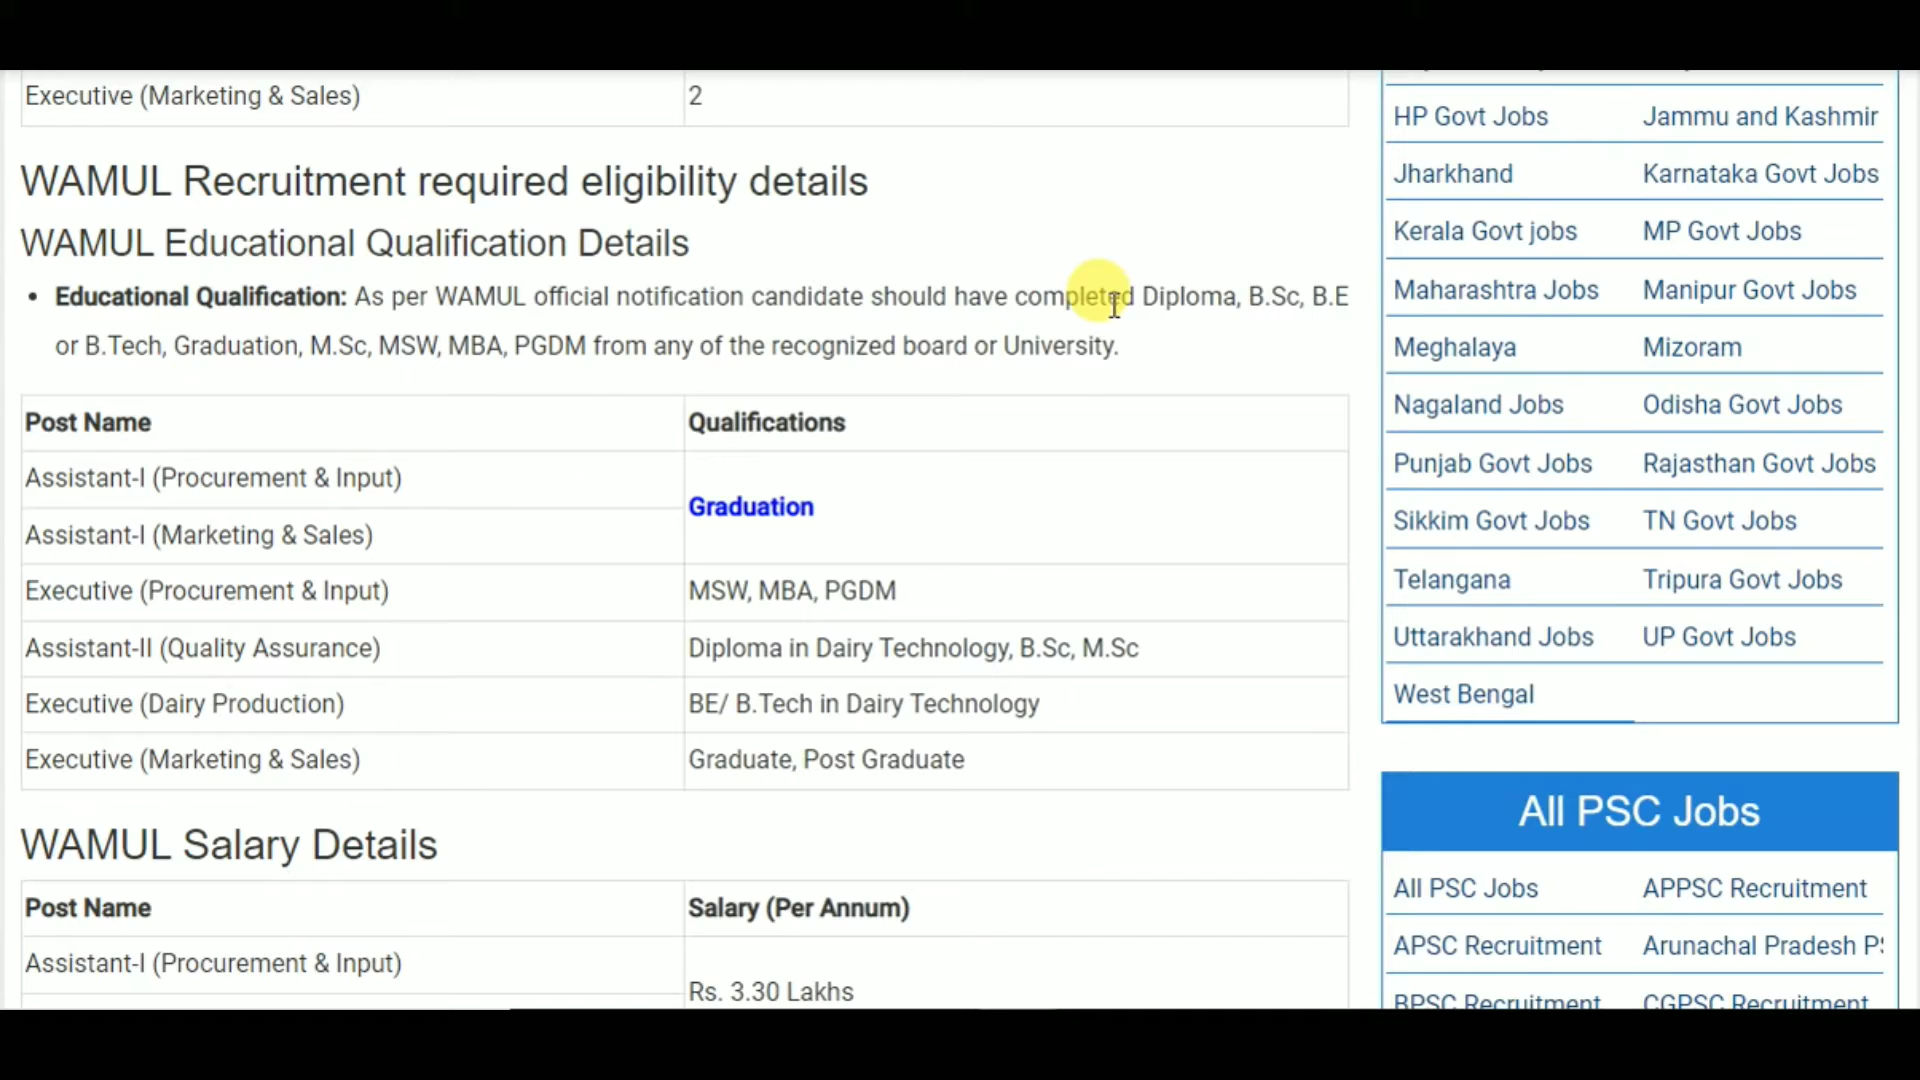 Executive (Marketing & Sales) 2
WAMUL Recruitment required eligibility details
WAMUL Educational Qualification Details
• Educational Qualification: As per WAMUL official notification candidate should have completed Diploma, B.Sc, B.E
or B.Tech, Graduation, M.Sc, MSW, MBA, PGDM from any of the recognized board or University.
Post Name Qualifications
Assistant-I (Procurement & Input)
Graduation
Assistant-I (Marketing & Sales)
Executive (Procurement & Input) MSW, MBA, PGDM
Assistant-II (Quality Assurance) Diploma in Dairy Technology, B.Sc, M.Sc
Executive (Dairy Production) BE/ B.Tech in Dairy Technology
Executive (Marketing & Sales) Graduate, Post Graduate
WAMUL Salary Details
Post Name Salary (Per Annum)
Assistant-I (Procurement & Input)
Rs. 3.30 Lakhs
HP Govt Jobs Jammu and Kashmir
Jharkhand Karnataka Govt Jobs
Kerala Govt jobs MP Govt Jobs
Maharashtra Jobs Manipur Govt Jobs
Meghalaya Mizoram
Nagaland Jobs Odisha Govt Jobs
Punjab Govt Jobs Rajasthan Govt Jobs
Sikkim Govt Jobs TN Govt Jobs
Telangana Tripura Govt Jobs
Uttarakhand Jobs UP Govt Jobs
West Bengal
All PSC Jobs
All PSC Jobs APPSC Recruitment
APSC Recruitment Arunachal Pradesh
BPSC Recruitment CGPSC Recruitment